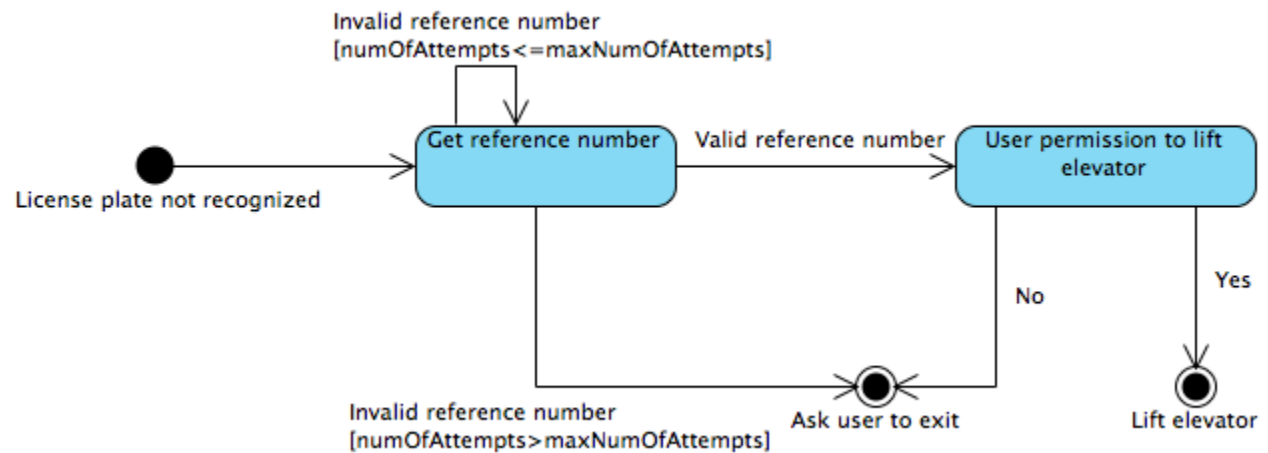 Invalid reference number
[numOfAttempts<=maxNumOfAttempts]
Get reference number
Valid reference number
User permission to lift
elevator
License plate not recognized
No
Yes
Invalid reference number
[numOfAttempts>maxNumOfAttempts]
Ask user to exit
Lift elevator